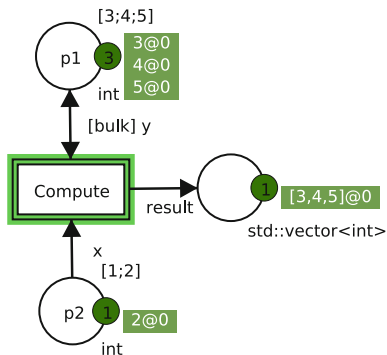 [3;4;5]
p1
3
3@0
4@0
5@0
int
[bulk] y
Compute
result
1
[3,4,5]@0
std::vector<int>
x
[1;2]
p2
1
2@0
int